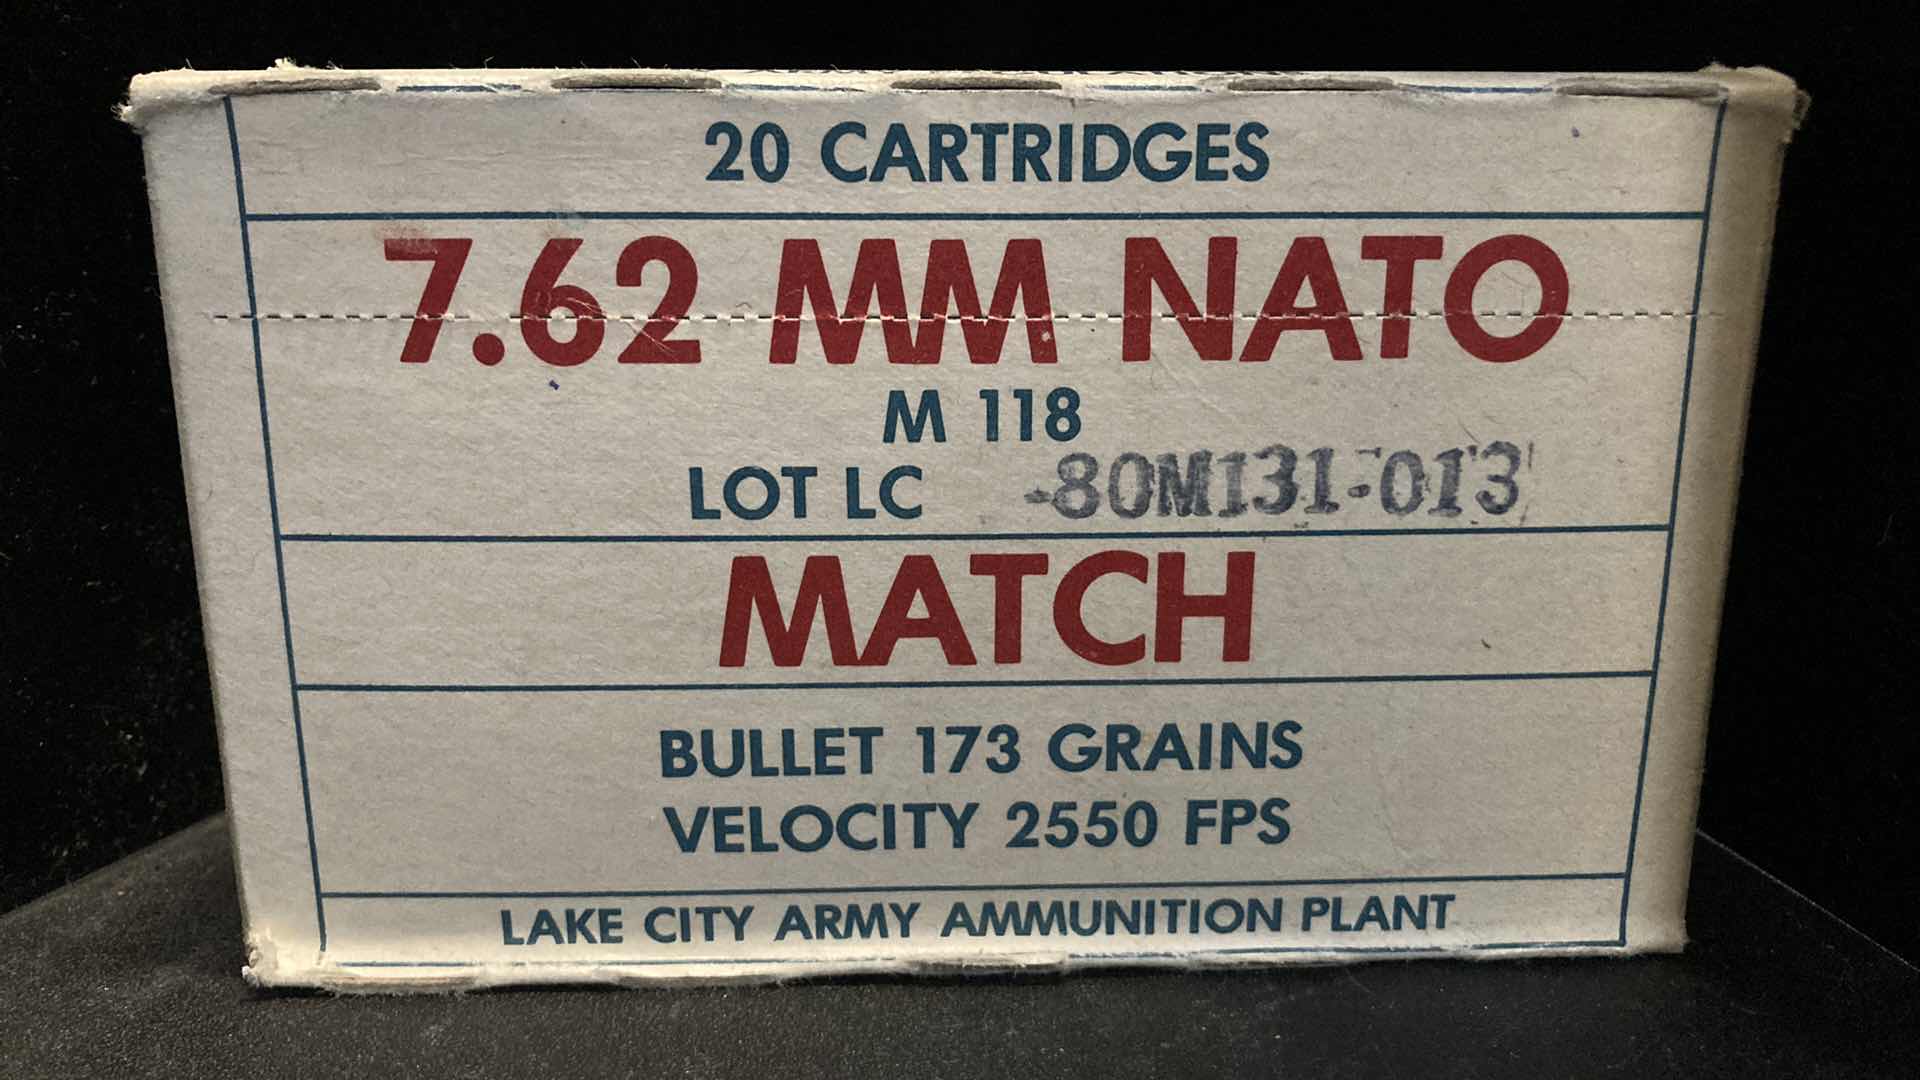 20 CARTRIDGES
7.62 MM NATO
M 118
LOT LC -80M131-013
MATCH
BULLET 173 GRAINS
VELOCITY 2550 FPS
LAKE CITY ARMY AMMUNITION PLANT